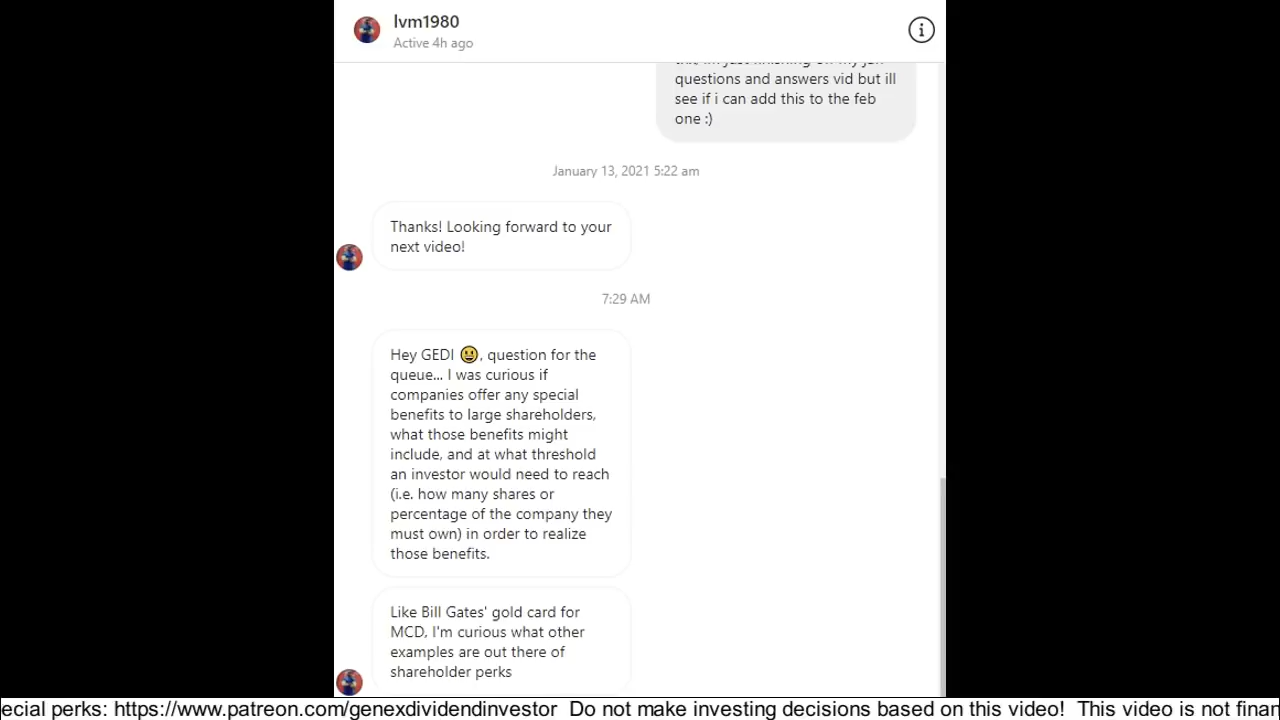 lvm1980
Active 4h ago
questions and answers vid but ill
see if i can add this to the feb
one :)
January 13, 2021 5:22 am
Thanks! Looking forward to your
next video!
7:29 AM
Hey GEDI 😀, question for the
queue... I was curious if
companies offer any special
benefits to large shareholders,
what those benefits might
include, and at what threshold
an investor would need to reach
(i.e. how many shares or
percentage of the company they
must own) in order to realize
those benefits.
Like Bill Gates' gold card for
MCD, I'm curious what other
examples are out there of
shareholder perks
ecial perks: https://www.patreon.com/genexdividendinvestor  Do not make investing decisions based on this video!  This video is not finan